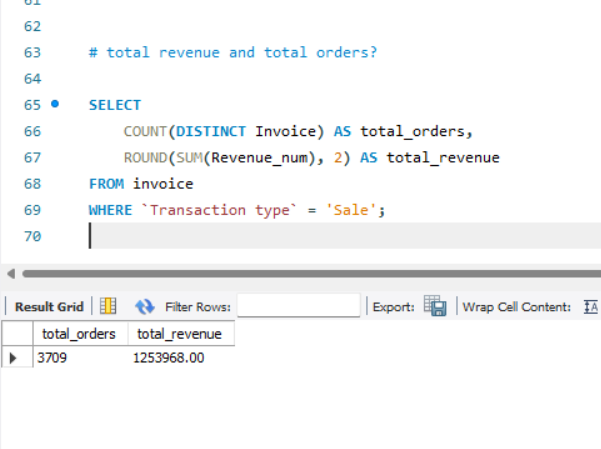 61
62
63 # total revenue and total orders?
64
65 SELECT
66 COUNT(DISTINCT Invoice) AS total_orders,
67 ROUND(SUM(Revenue_num), 2) AS total_revenue
68 FROM invoice
69 WHERE `Transaction type` = 'Sale';
70
Result Grid Filter Rows: Export: Wrap Cell Content: IA
total_orders total_revenue
3709 1253968.00